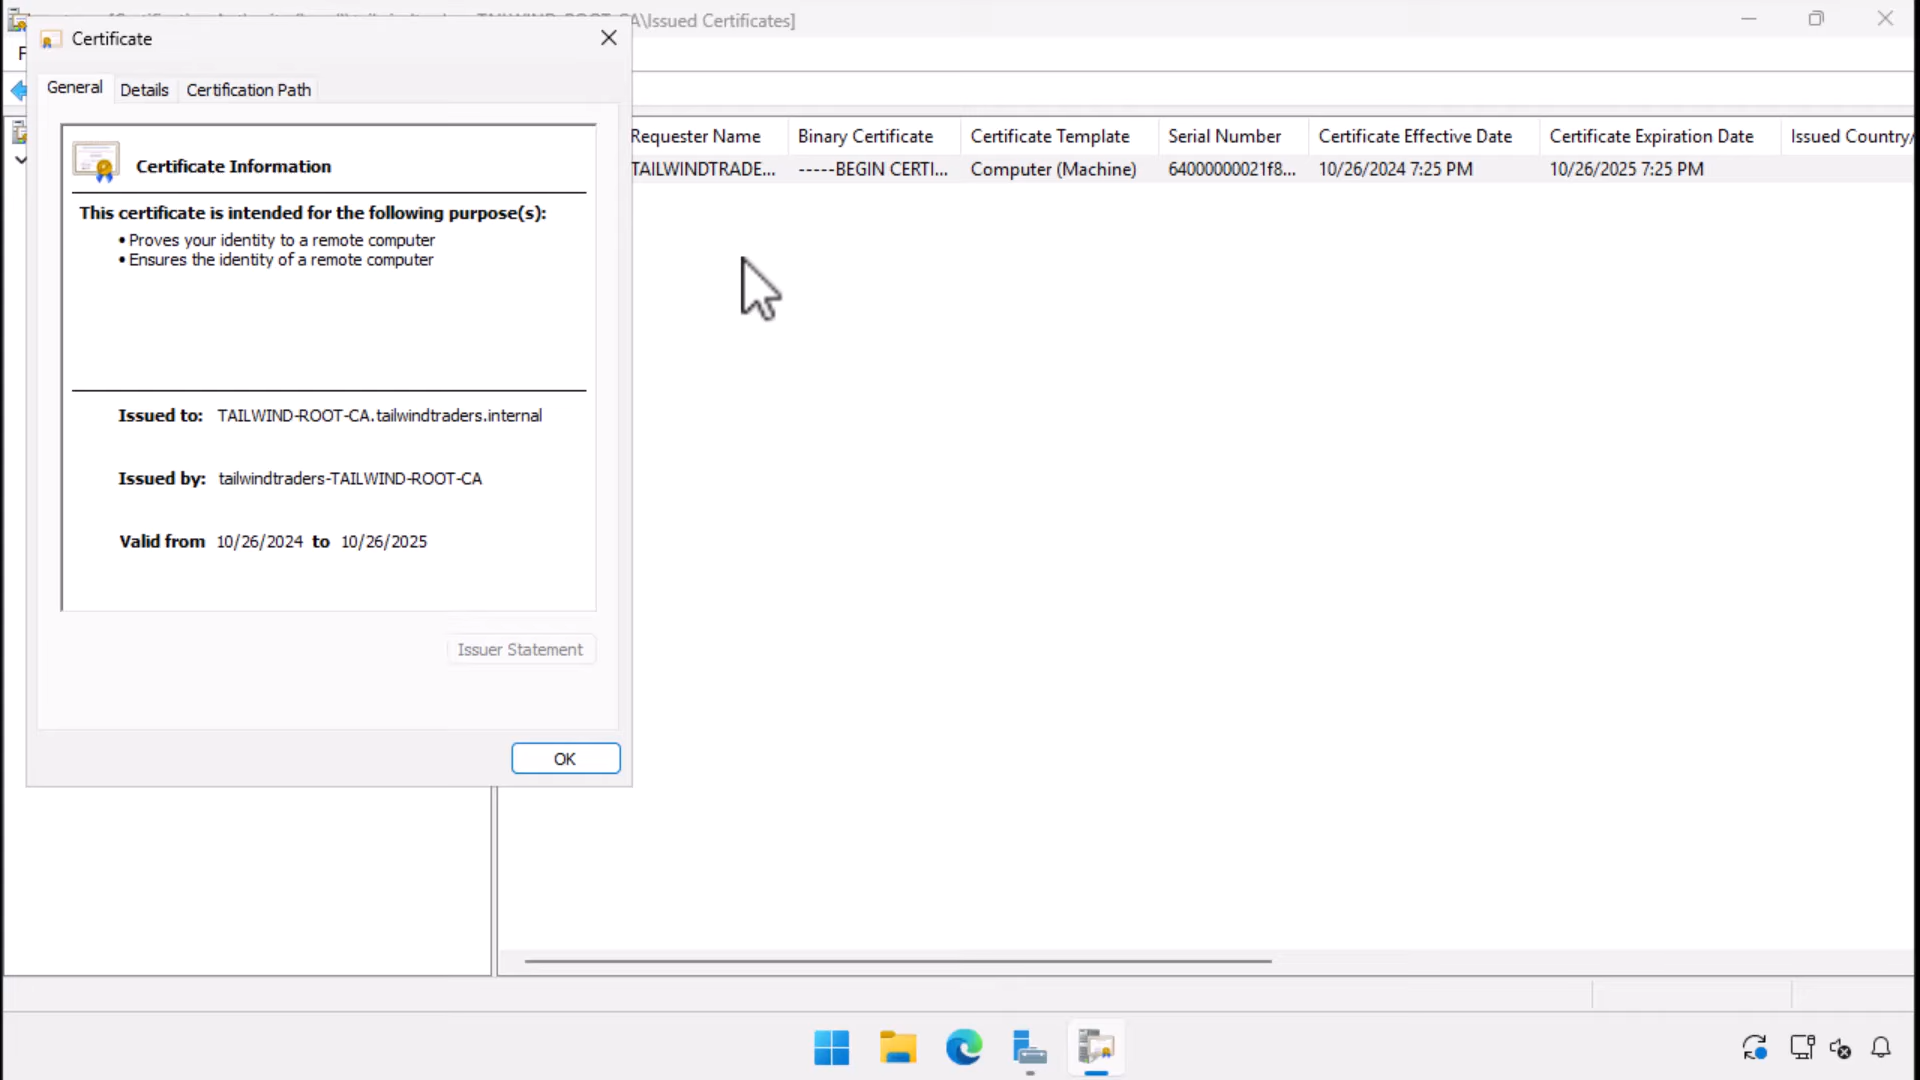 A\Issued Certificates]
Certificate
F
General
Details
Certification Path
Certificate Information
This certificate is intended for the following purpose(s):
• Proves your identity to a remote computer
• Ensures the identity of a remote computer
Issued to: TAILWIND-ROOT-CA.tailwindtraders.internal
Issued by: tailwindtraders-TAILWIND-ROOT-CA
Valid from 10/26/2024 to 10/26/2025
Issuer Statement
OK
Requester Name Binary Certificate Certificate Template Serial Number Certificate Effective Date Certificate Expiration Date Issued Country/
TAILWINDTRADE... -----BEGIN CERTI... Computer (Machine) 64000000021f8... 10/26/2024 7:25 PM 10/26/2025 7:25 PM